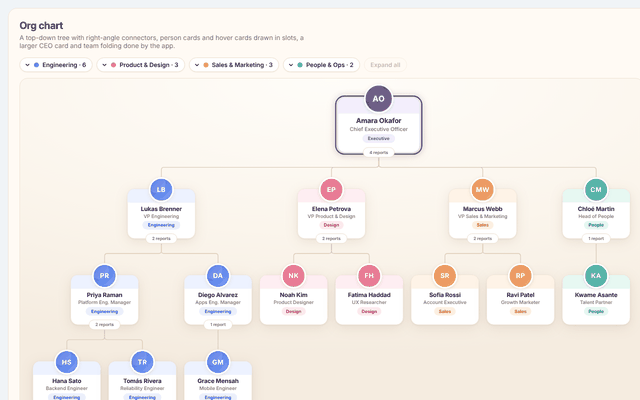 Org chart
A top-down tree with right-angle connectors, person cards and hover cards drawn in slots, a
larger CEO card and team folding done by the app.
Engineering · 6
Product & Design · 3
Sales & Marketing · 3
People & Ops · 2
Expand all
AO
Amara Okafor
Chief Executive Officer
Executive
4 reports
LB
Lukas Brenner
VP Engineering
Engineering
2 reports
EP
Elena Petrova
VP Product & Design
Design
2 reports
MW
Marcus Webb
VP Sales & Marketing
Sales
2 reports
CM
Chloé Martin
Head of People
People
1 report
PR
Priya Raman
Platform Eng. Manager
Engineering
2 reports
DA
Diego Alvarez
Apps Eng. Manager
Engineering
1 report
NK
Noah Kim
Product Designer
Design
FH
Fatima Haddad
UX Researcher
Design
SR
Sofia Rossi
Account Executive
Sales
RP
Ravi Patel
Growth Marketer
Sales
KA
Kwame Asante
Talent Partner
People
HS
Hana Sato
Backend Engineer
Engineering
TR
Tomás Rivera
Reliability Engineer
Engineering
GM
Grace Mensah
Mobile Engineer
Engineering